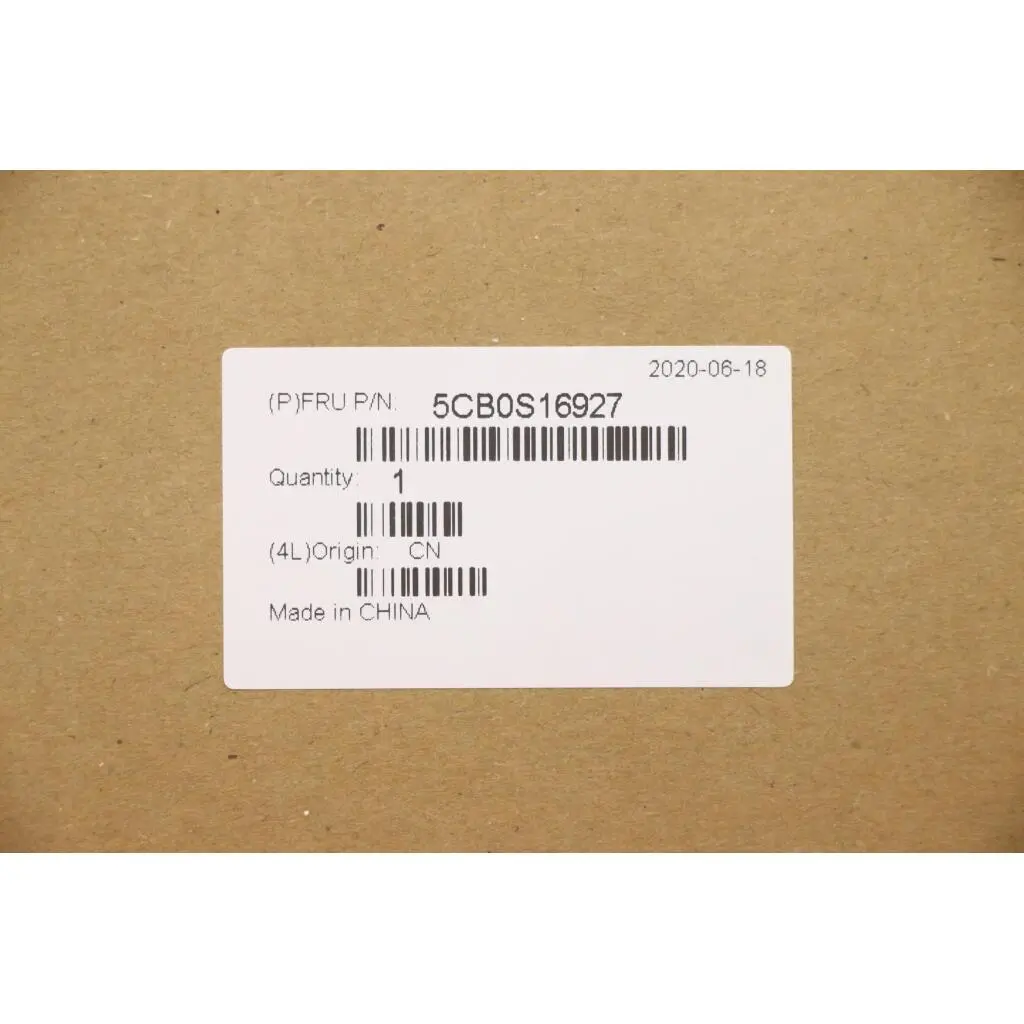 2020-06-18
(P)FRU P/N: 5CB0S16927
Quantity: 1
(4L)Origin: CN
Made in CHINA